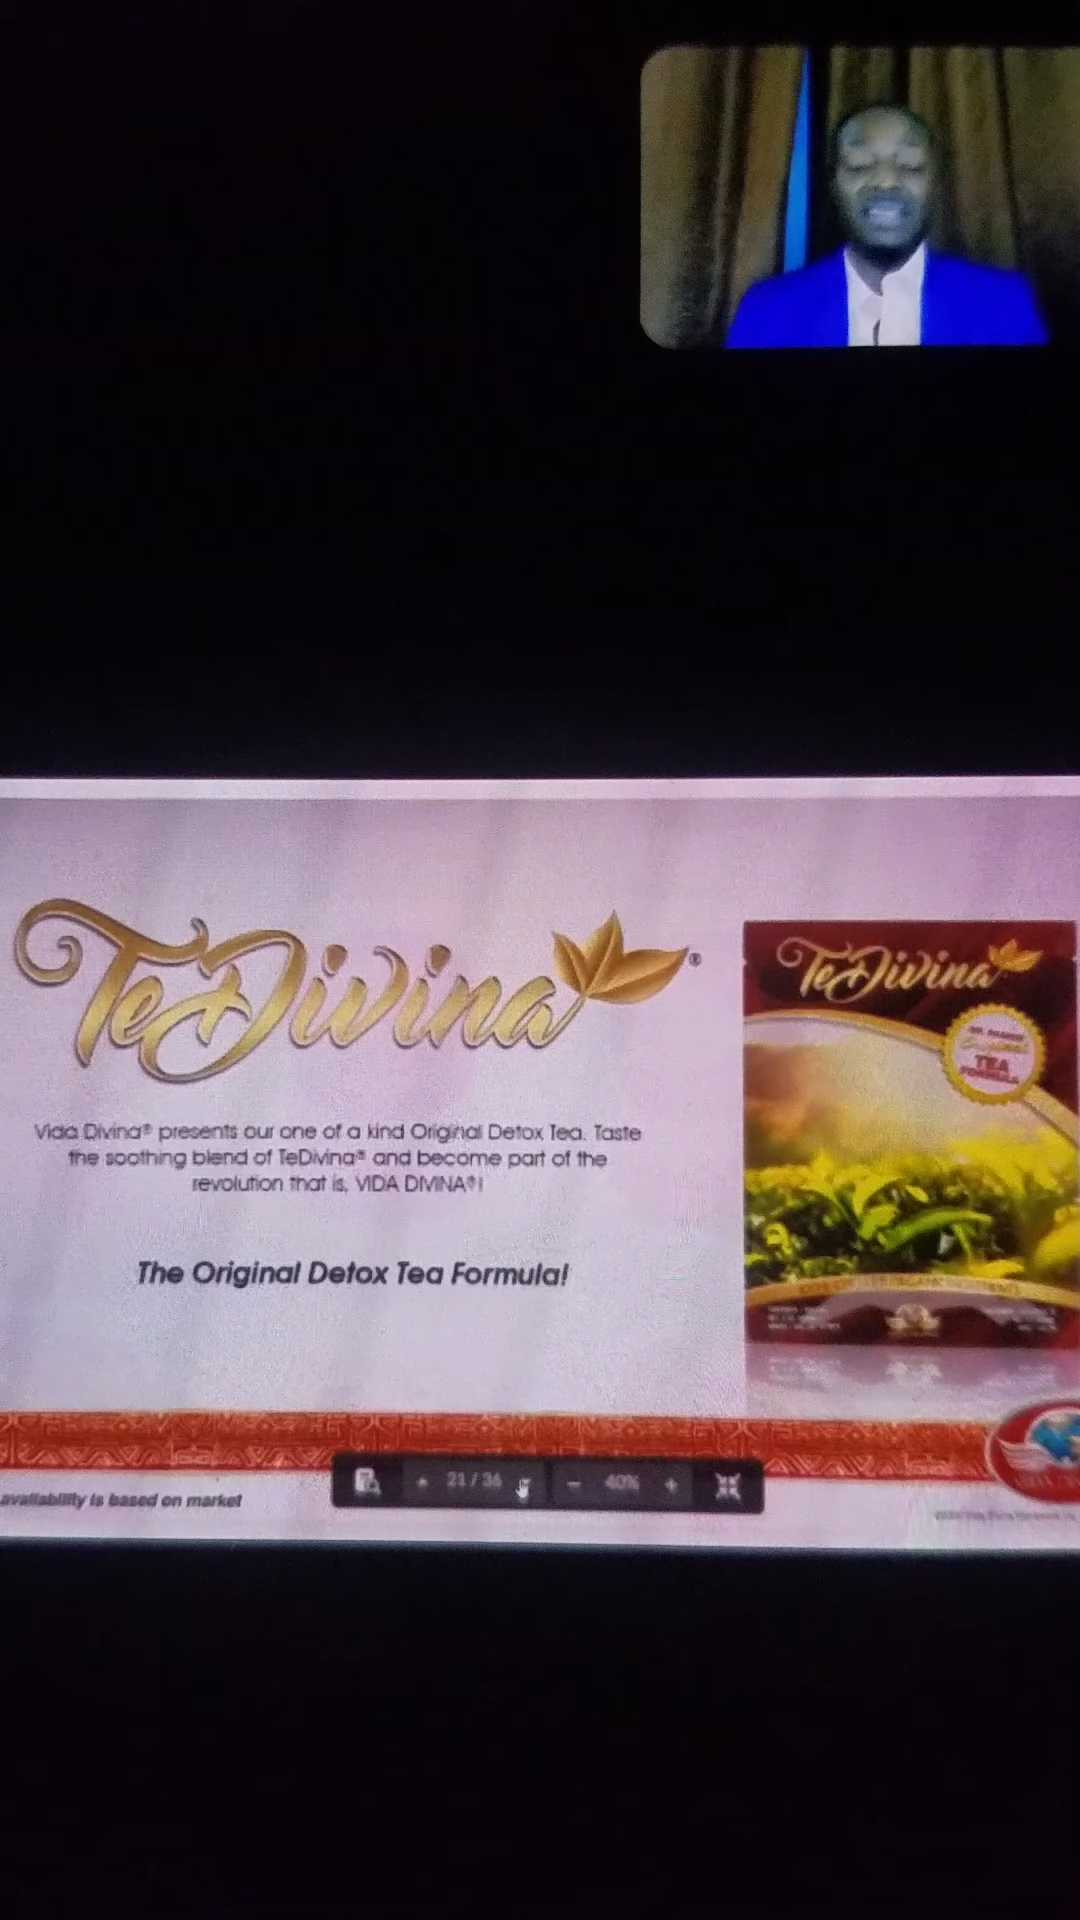 TeDivina®
Vida Divina® presents our one of a kind Original Detox Tea. Taste
the soothing blend of TeDivina® and become part of the
revolution that is, VIDA DIVINA®!
The Original Detox Tea Formula!
TeDivina
TEA
FORMULA
availability is based on market
21 / 36
40%